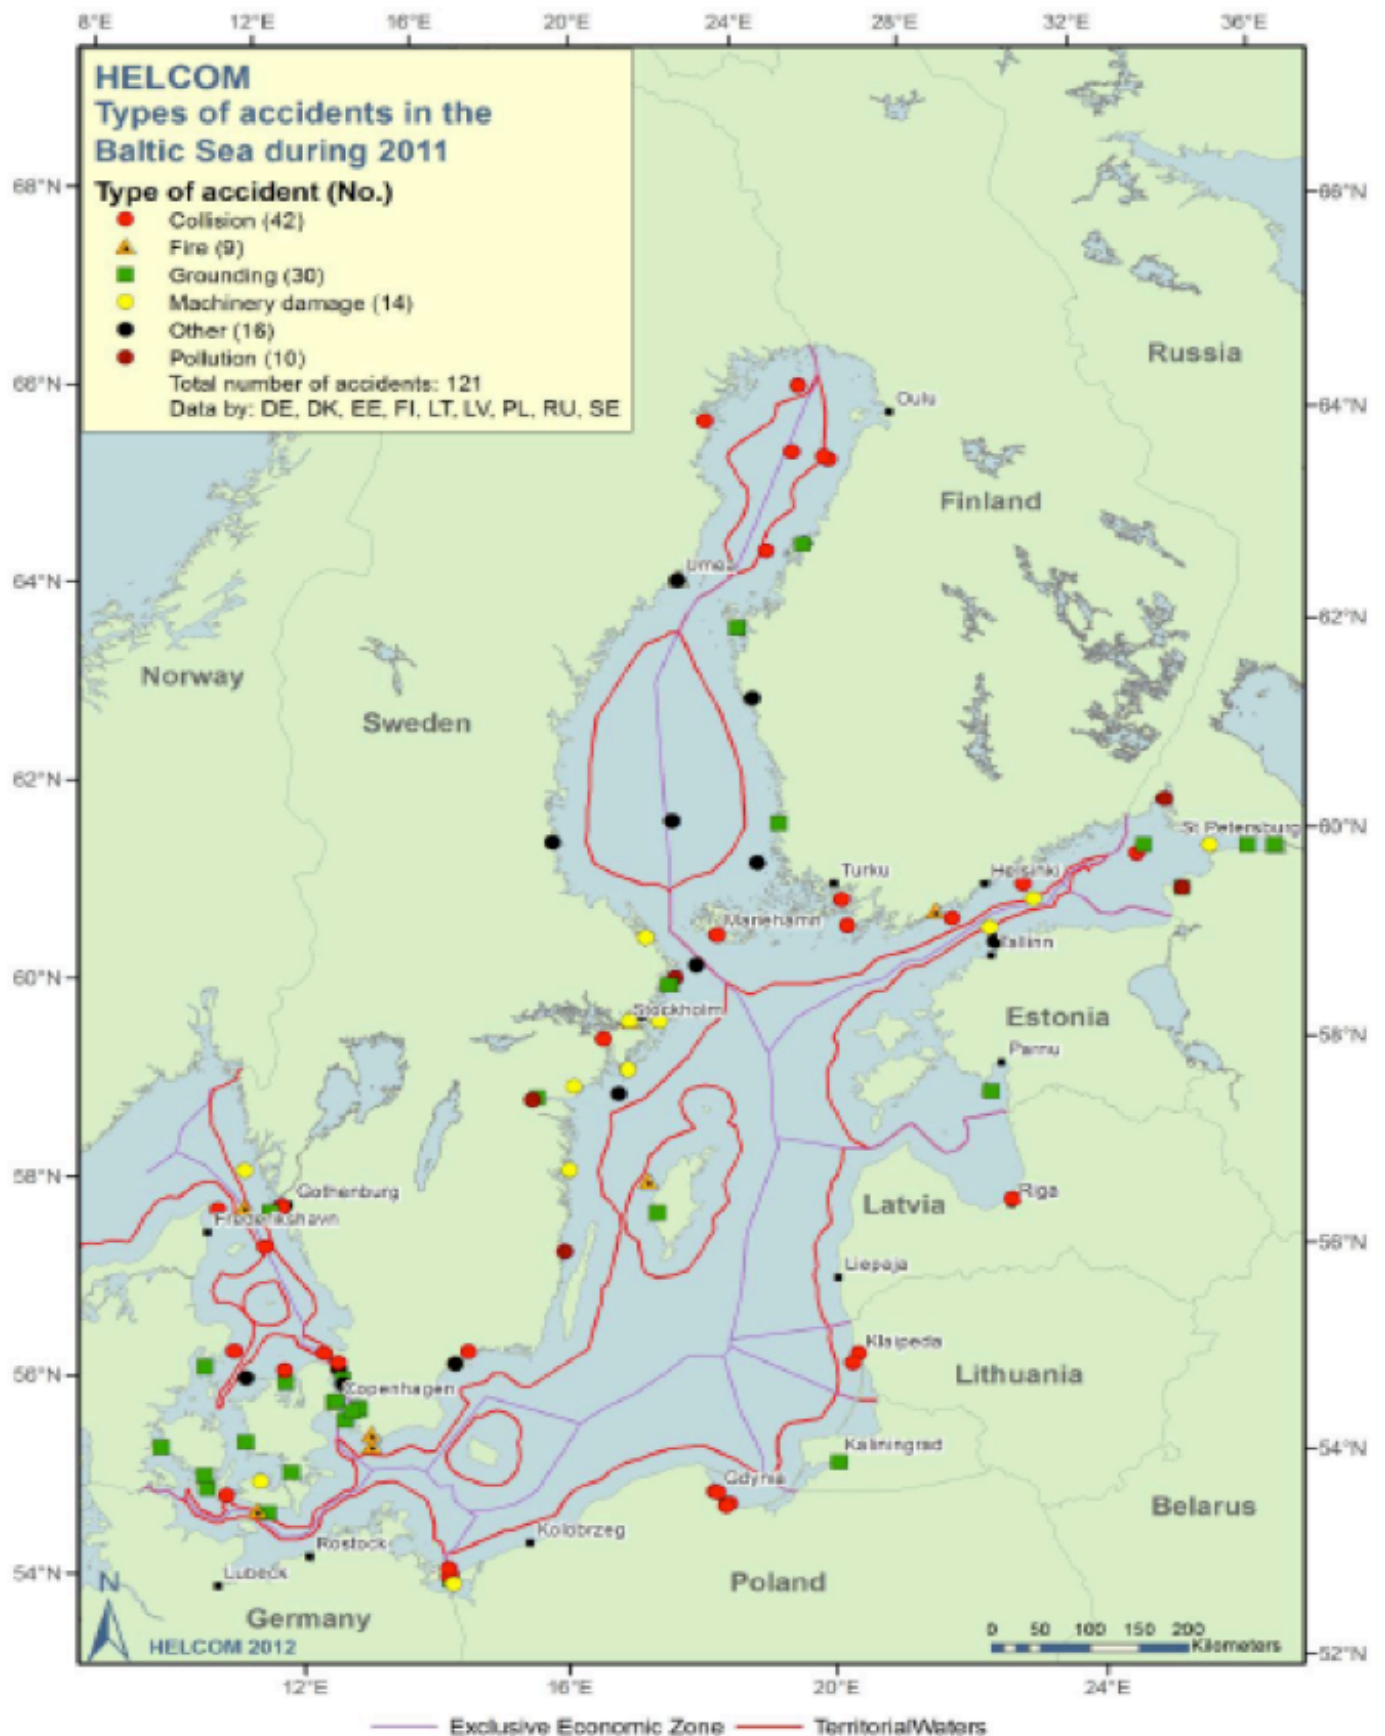 8°E 12°E 16°E 20°E 24°E 28°E 32°E 36°E
HELCOM
Types of accidents in the
Baltic Sea during 2011
Type of accident (No.)
Collision (42)
Fire (9)
Grounding (30)
Machinery damage (14)
Other (16)
Pollution (10)
Total number of accidents: 121
Data by: DE, DK, EE, FI, LT, LV, PL, RU, SE
68°N
66°N
Russia
66°N
Oulu
64°N
Finland
Umea
64°N
62°N
Norway
Sweden
62°N
St Petersburg
60°N
Turku
Helsinki
Mariehamn
Tallinn
60°N
Stockholm
Estonia
58°N
Parnu
58°N
Gothenburg
Riga
Latvia
Frederikshavn
56°N
Liepaja
Klaipeda
56°N
Lithuania
Copenhagen
Kaliningrad
54°N
Gdynia
Belarus
Kolobrzeg
Rostock
54°N
Lubeck
N
Poland
Germany
0 50 100 150 200
Kilometers
HELCOM 2012
52°N
12°E 16°E 20°E 24°E
Exclusive Economic Zone TerritorialWaters